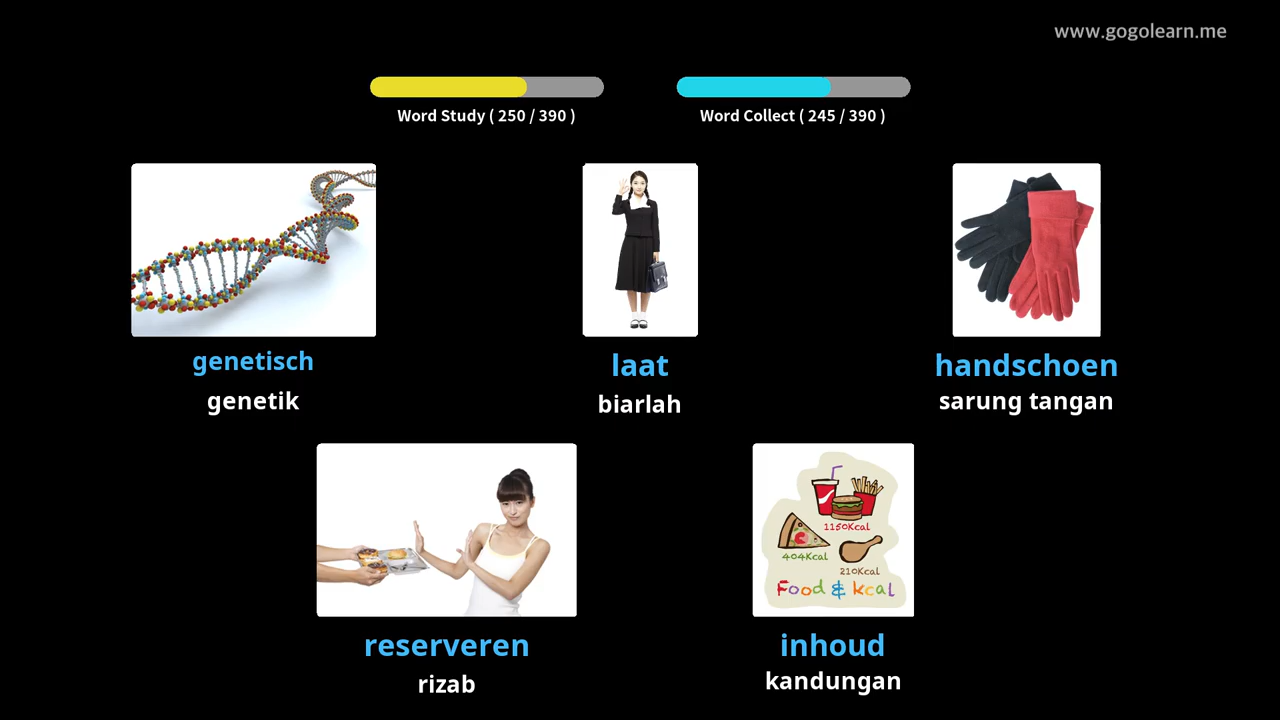 www.gogolearn.me
Word Study ( 250 / 390 )
Word Collect ( 245 / 390 )
genetisch
genetik
laat
biarlah
handschoen
sarung tangan
reserveren
rizab
1150Kcal
404Kcal
210Kcal
Food & kcal
inhoud
kandungan